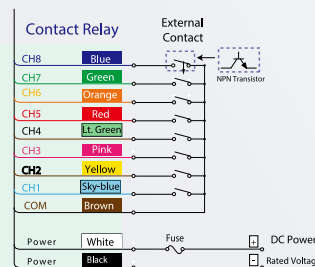 Contact Relay
External
Contact
CH8 Blue
NPN Transistor
CH7 Green
CH6 Orange
CH5 Red
CH4 Lt. Green
CH3 Pink
CH2 Yellow
CH1 Sky-blue
COM Brown
Power White Fuse + DC Power
Power Black - Rated Voltag